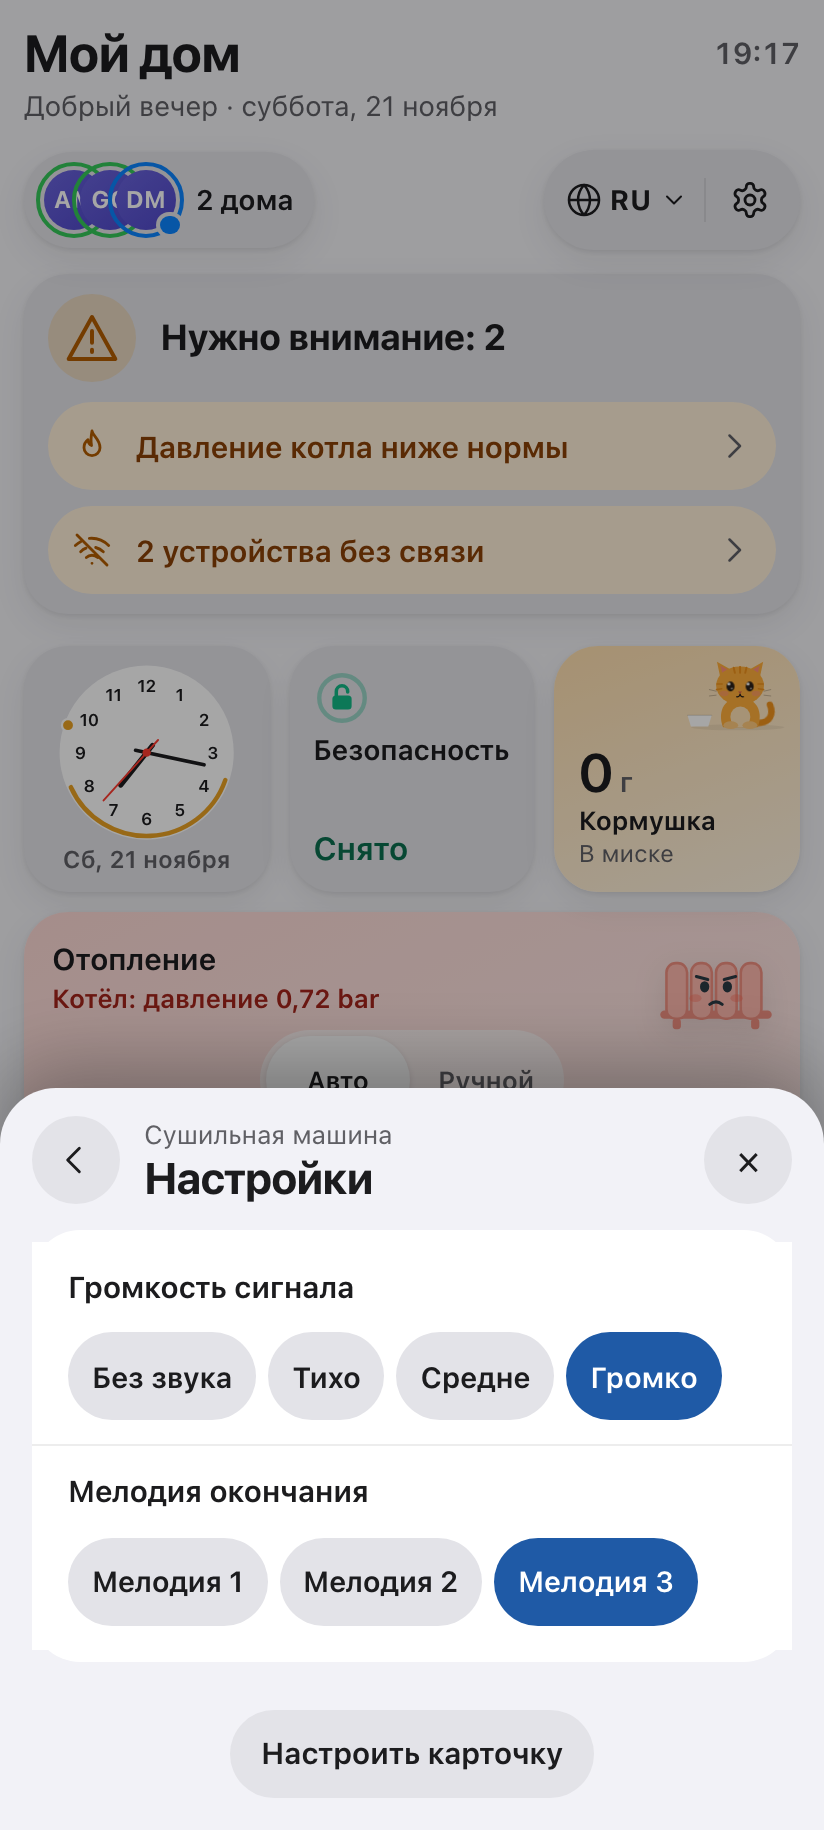 Мой дом
19:17
Добрый вечер · суббота, 21 ноября
DM
2 дома
RU
Нужно внимание: 2
Давление котла ниже нормы
2 устройства без связи
12
1
2
3
4
5
6
7
8
9
10
11
Сб, 21 ноября
Безопасность
Снято
0 г
Кормушка
В миске
Отопление
Котёл: давление 0,72 bar
Авто
Ручной
Сушильная машина
Настройки
Громкость сигнала
Без звука
Тихо
Средне
Громко
Мелодия окончания
Мелодия 1
Мелодия 2
Мелодия 3
Настроить карточку